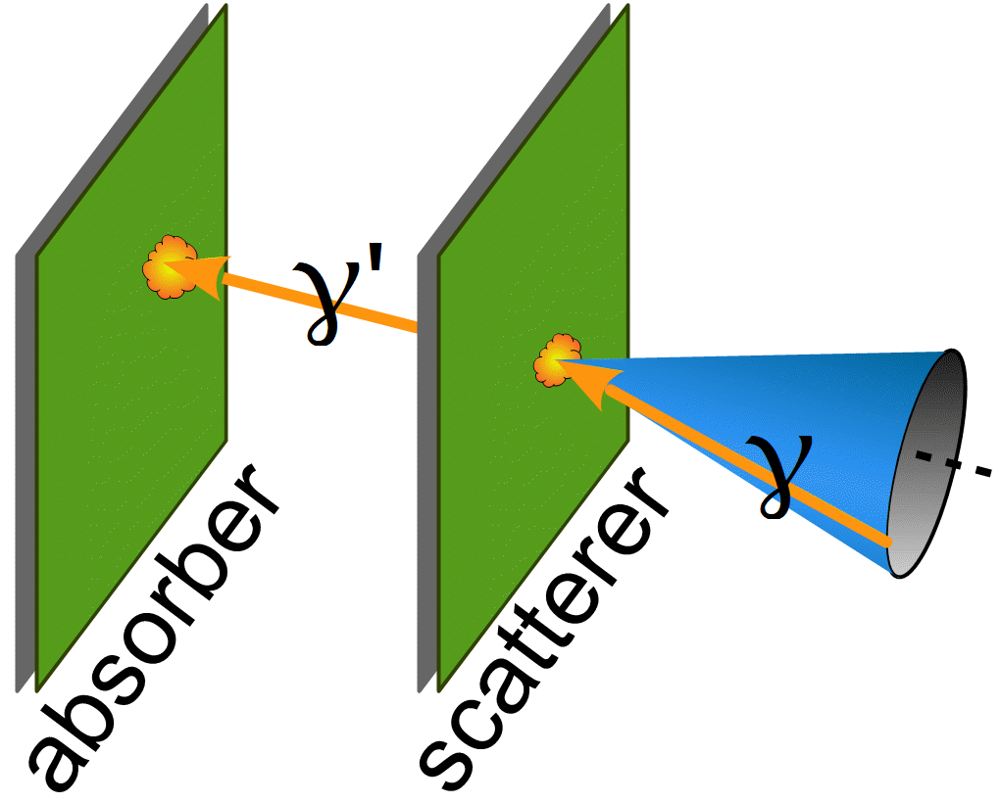 γ'
γ
absorber
scatterer